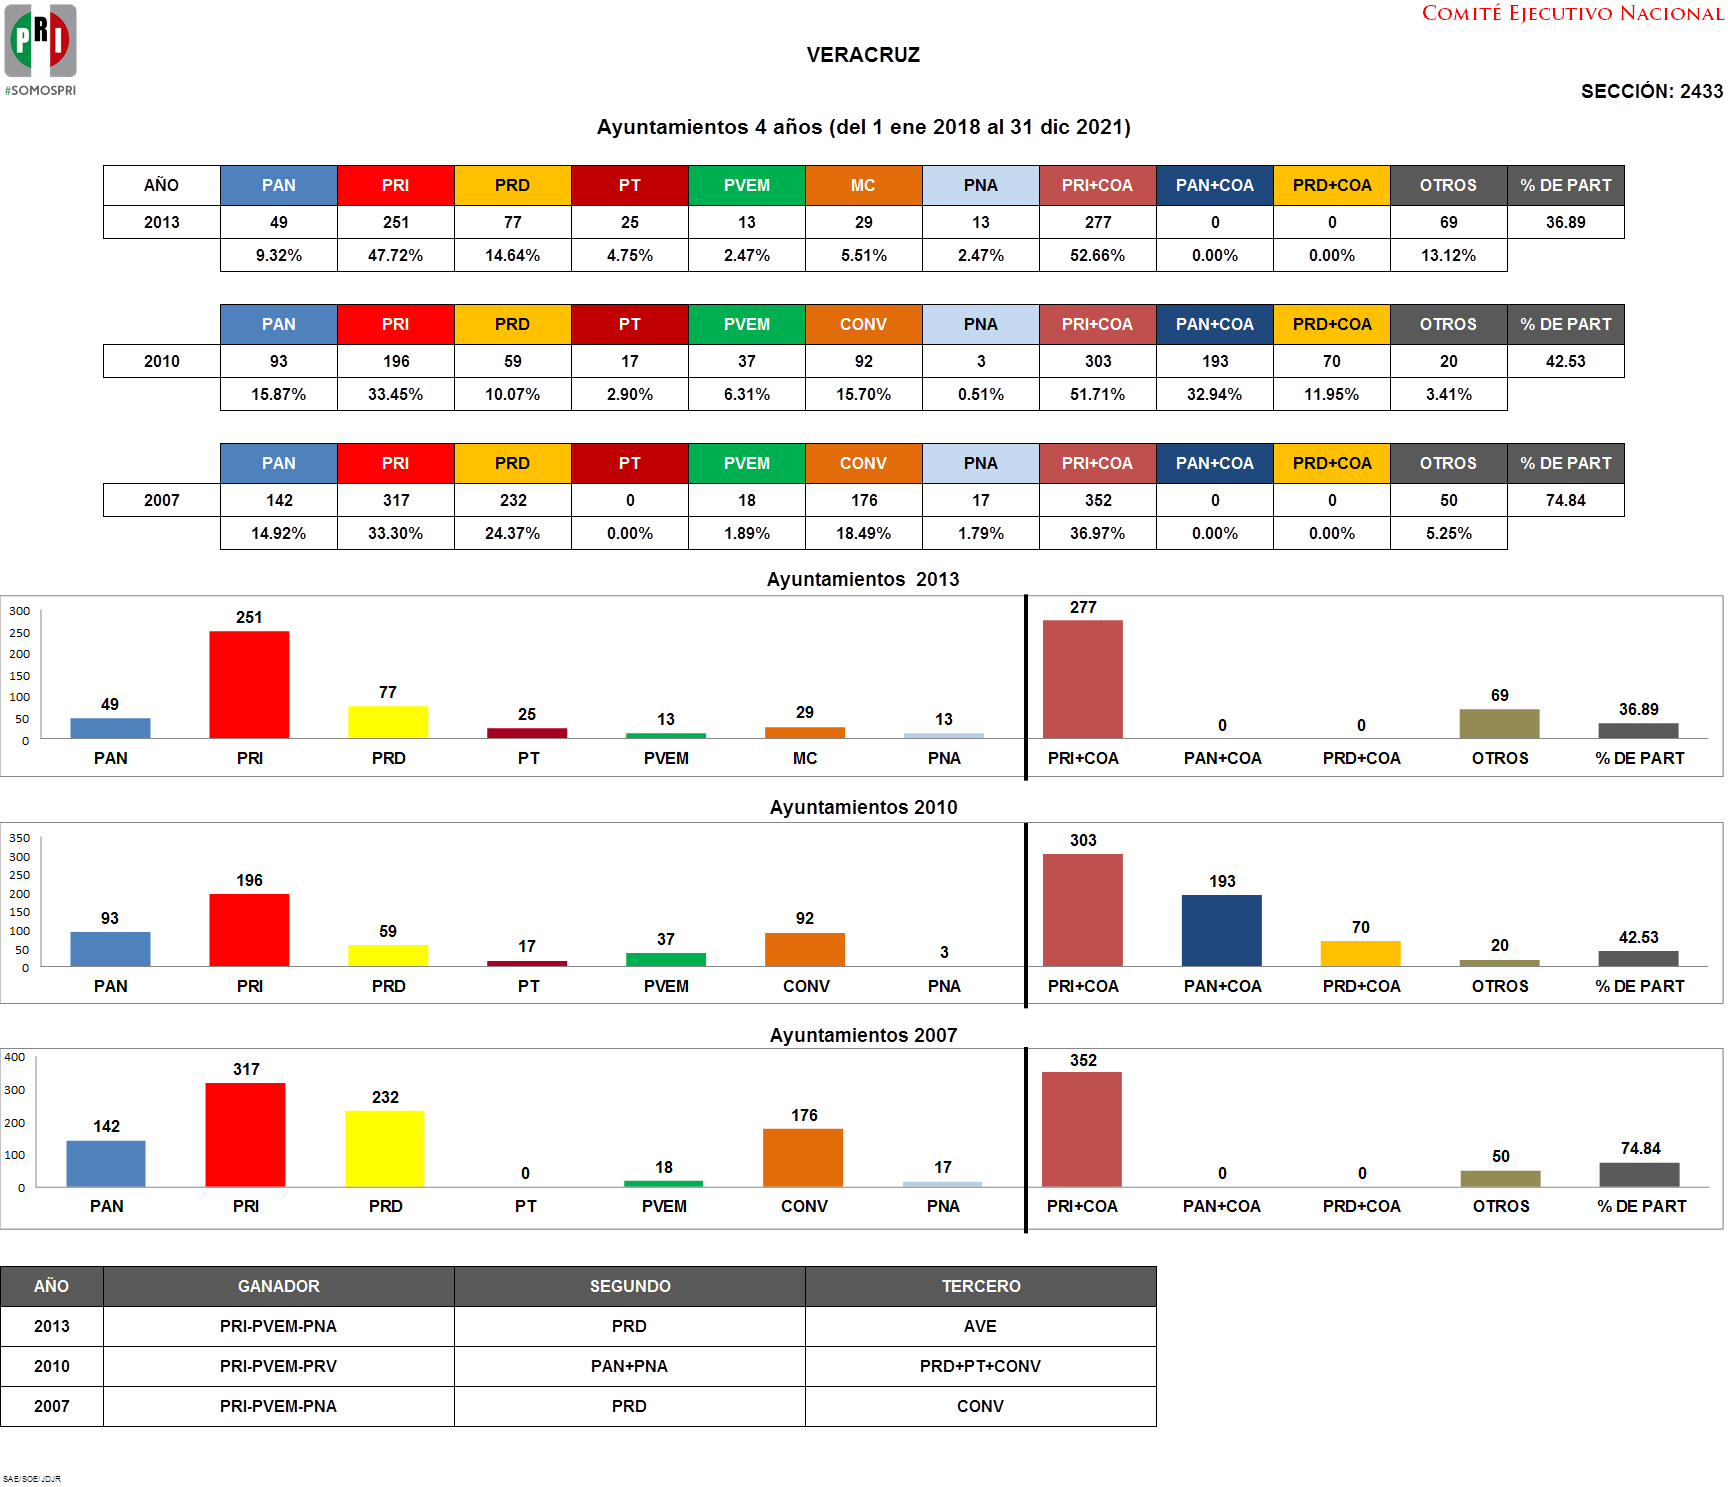 PRI
#SOMOSPRI
COMITÉ EJECUTIVO NACIONAL
VERACRUZ
SECCIÓN: 2433
Ayuntamientos 4 años (del 1 ene 2018 al 31 dic 2021)
AÑO PAN PRI PRD PT PVEM MC PNA PRI+COA PAN+COA PRD+COA OTROS % DE PART
2013 49 251 77 25 13 29 13 277 0 0 69 36.89
9.32% 47.72% 14.64% 4.75% 2.47% 5.51% 2.47% 52.66% 0.00% 0.00% 13.12%
PAN PRI PRD PT PVEM CONV PNA PRI+COA PAN+COA PRD+COA OTROS % DE PART
2010 93 196 59 17 37 92 3 303 193 70 20 42.53
15.87% 33.45% 10.07% 2.90% 6.31% 15.70% 0.51% 51.71% 32.94% 11.95% 3.41%
PAN PRI PRD PT PVEM CONV PNA PRI+COA PAN+COA PRD+COA OTROS % DE PART
2007 142 317 232 0 18 176 17 352 0 0 50 74.84
14.92% 33.30% 24.37% 0.00% 1.89% 18.49% 1.79% 36.97% 0.00% 0.00% 5.25%
Ayuntamientos 2013
300
250
200
150
100
50
0
49 251 77 25 13 29 13 277 0 0 69 36.89
PAN PRI PRD PT PVEM MC PNA PRI+COA PAN+COA PRD+COA OTROS % DE PART
Ayuntamientos 2010
350
300
250
200
150
100
50
0
93 196 59 17 37 92 3 303 193 70 20 42.53
PAN PRI PRD PT PVEM CONV PNA PRI+COA PAN+COA PRD+COA OTROS % DE PART
Ayuntamientos 2007
400
300
200
100
0
142 317 232 0 18 176 17 352 0 0 50 74.84
PAN PRI PRD PT PVEM CONV PNA PRI+COA PAN+COA PRD+COA OTROS % DE PART
AÑO GANADOR SEGUNDO TERCERO
2013 PRI-PVEM-PNA PRD AVE
2010 PRI-PVEM-PRV PAN+PNA PRD+PT+CONV
2007 PRI-PVEM-PNA PRD CONV
SAE/SOE/JDJR